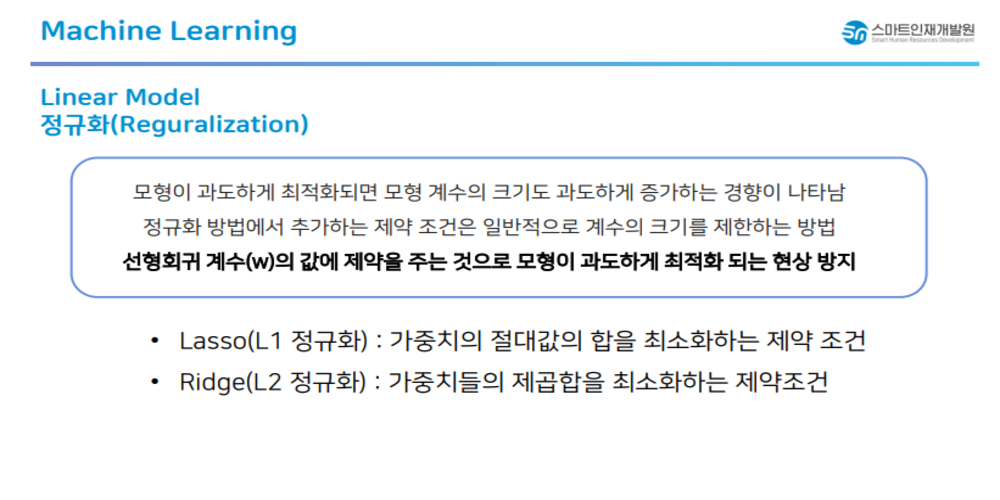 Machine Learning
스마트인재개발원
Smart Human Resources Development
Linear Model
정규화(Reguralization)
모형이 과도하게 최적화되면 모형 계수의 크기도 과도하게 증가하는 경향이 나타남
정규화 방법에서 추가하는 제약 조건은 일반적으로 계수의 크기를 제한하는 방법
선형회귀 계수(w)의 값에 제약을 주는 것으로 모형이 과도하게 최적화 되는 현상 방지
• Lasso(L1 정규화) : 가중치의 절대값의 합을 최소화하는 제약 조건
• Ridge(L2 정규화) : 가중치들의 제곱합을 최소화하는 제약조건